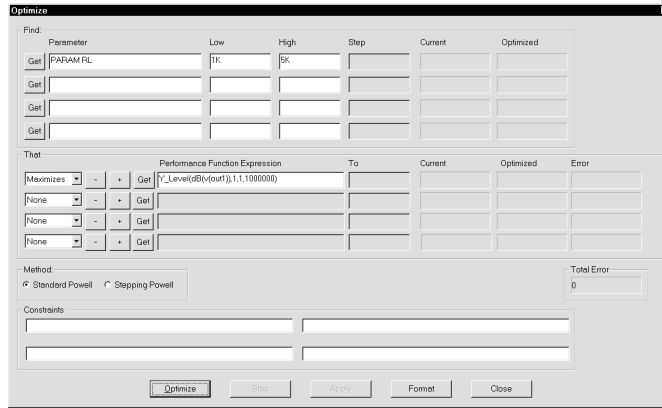 Optimize
Find:
Parameter Low High Step Current Optimized
Get PARAM RL 1K 5K
Get
Get
Get
That
Performance Function Expression To Current Optimized Error
Maximizes - + Get Y_Level(dB(v(out1)),1,1,1000000)
None - + Get
None - + Get
None - + Get
Method: Total Error
Standard Powell Stepping Powell 0
Constraints
Optimize Stop Apply Format Close